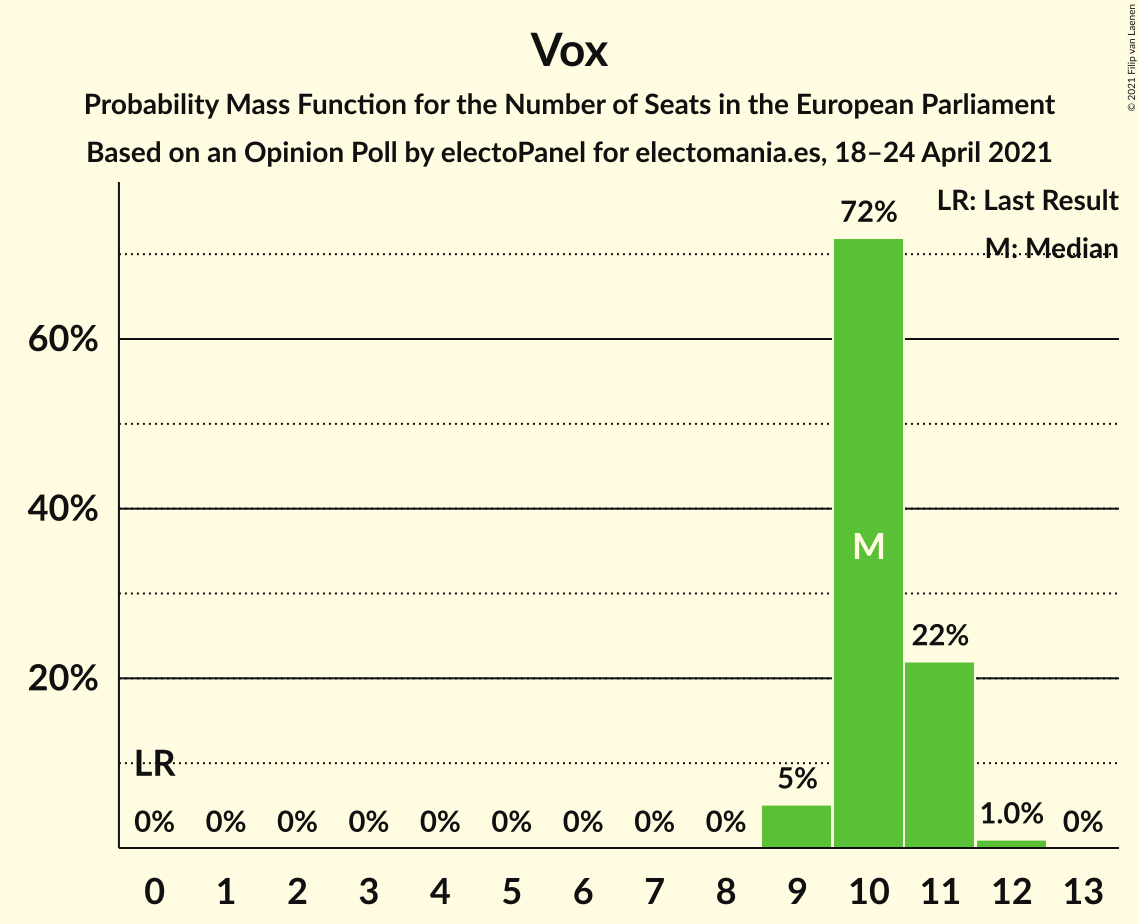 Vox
Probability Mass Function for the Number of Seats in the European Parliament
Based on an Opinion Poll by electoPanel for electomania.es, 18–24 April 2021
© 2021 Filip van Laenen
LR: Last Result
M: Median
72%
60%
40%
M
22%
20%
LR
5%
0% 0% 0% 0% 0% 0% 0% 0% 0% 1.0% 0%
0 1 2 3 4 5 6 7 8 9 10 11 12 13